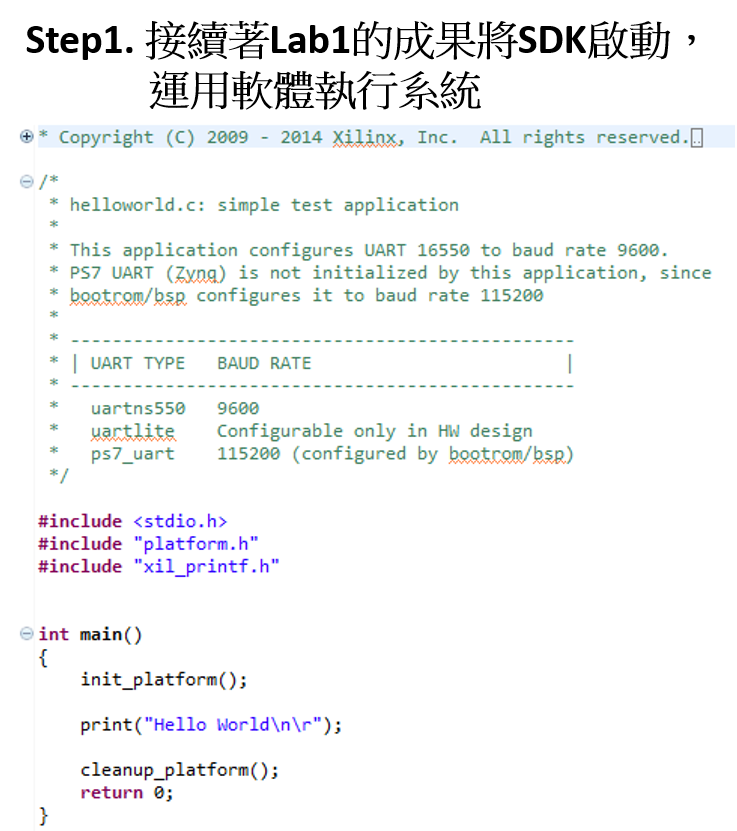 Step1. 接續著Lab1的成果將SDK啟動，
運用軟體執行系統
* Copyright (C) 2009 - 2014 Xilinx, Inc.  All rights reserved...
/*
* helloworld.c: simple test application
*
* This application configures UART 16550 to baud rate 9600.
* PS7 UART (Zynq) is not initialized by this application, since
* bootrom/bsp configures it to baud rate 115200
*
* ------------------------------------------------
* | UART TYPE   BAUD RATE                        |
* ------------------------------------------------
*   uartns550   9600
*   uartlite    Configurable only in HW design
*   ps7_uart    115200 (configured by bootrom/bsp)
*/
#include <stdio.h>
#include "platform.h"
#include "xil_printf.h"
int main()
{
    init_platform();
    print("Hello World\n\r");
    cleanup_platform();
    return 0;
}